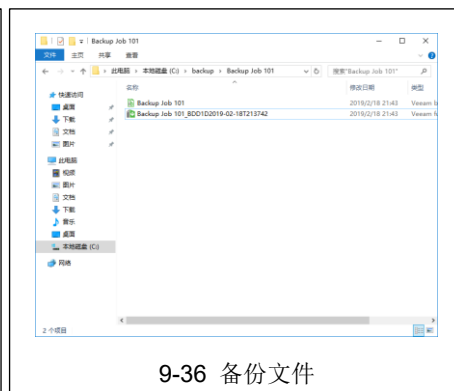 Backup Job 101
文件 主页 共享 查看
此电脑 › 本地磁盘 (C:) › backup › Backup Job 101
搜索"Backup Job 101"
名称 修改日期 类型
Backup Job 101 2019/2/18 21:43 Veeam b
Backup Job 101_BDD1D2019-02-18T213742 2019/2/18 21:43 Veeam f
快速访问
桌面
下载
文档
图片
此电脑
视频
图片
文档
下载
音乐
桌面
本地磁盘 (C:)
网络
2 个项目
9-36 备份文件